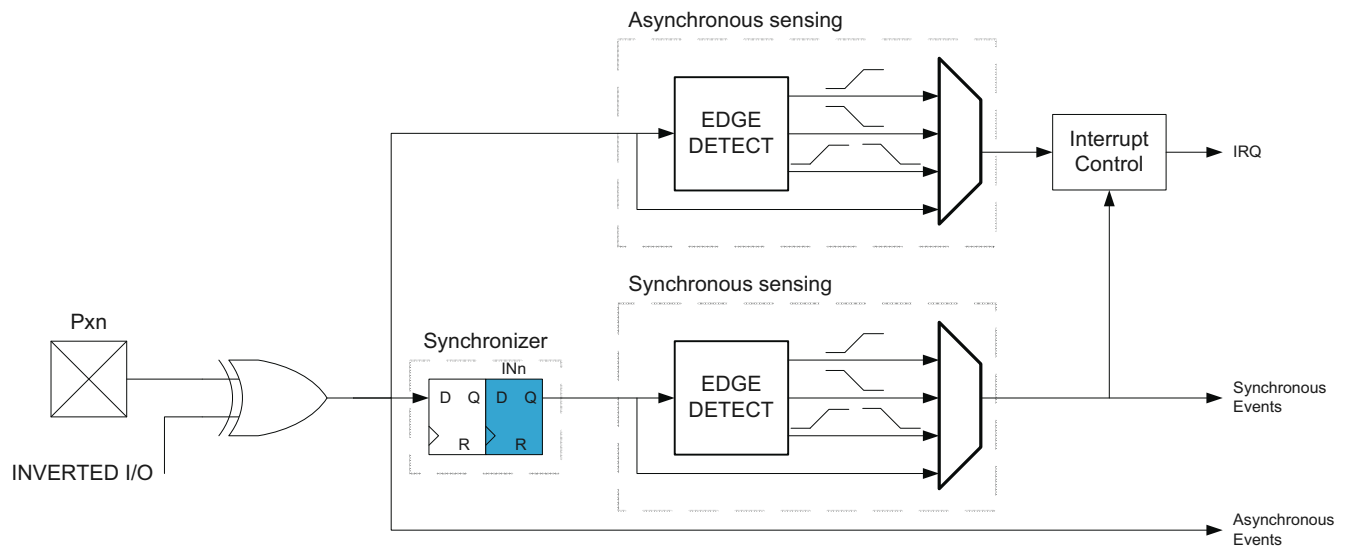 Asynchronous sensing
EDGE
DETECT
Interrupt
Control
IRQ
Synchronous sensing
Pxn
Synchronizer
INn
D Q D Q
R R
EDGE
DETECT
Synchronous
Events
INVERTED I/O
Asynchronous
Events